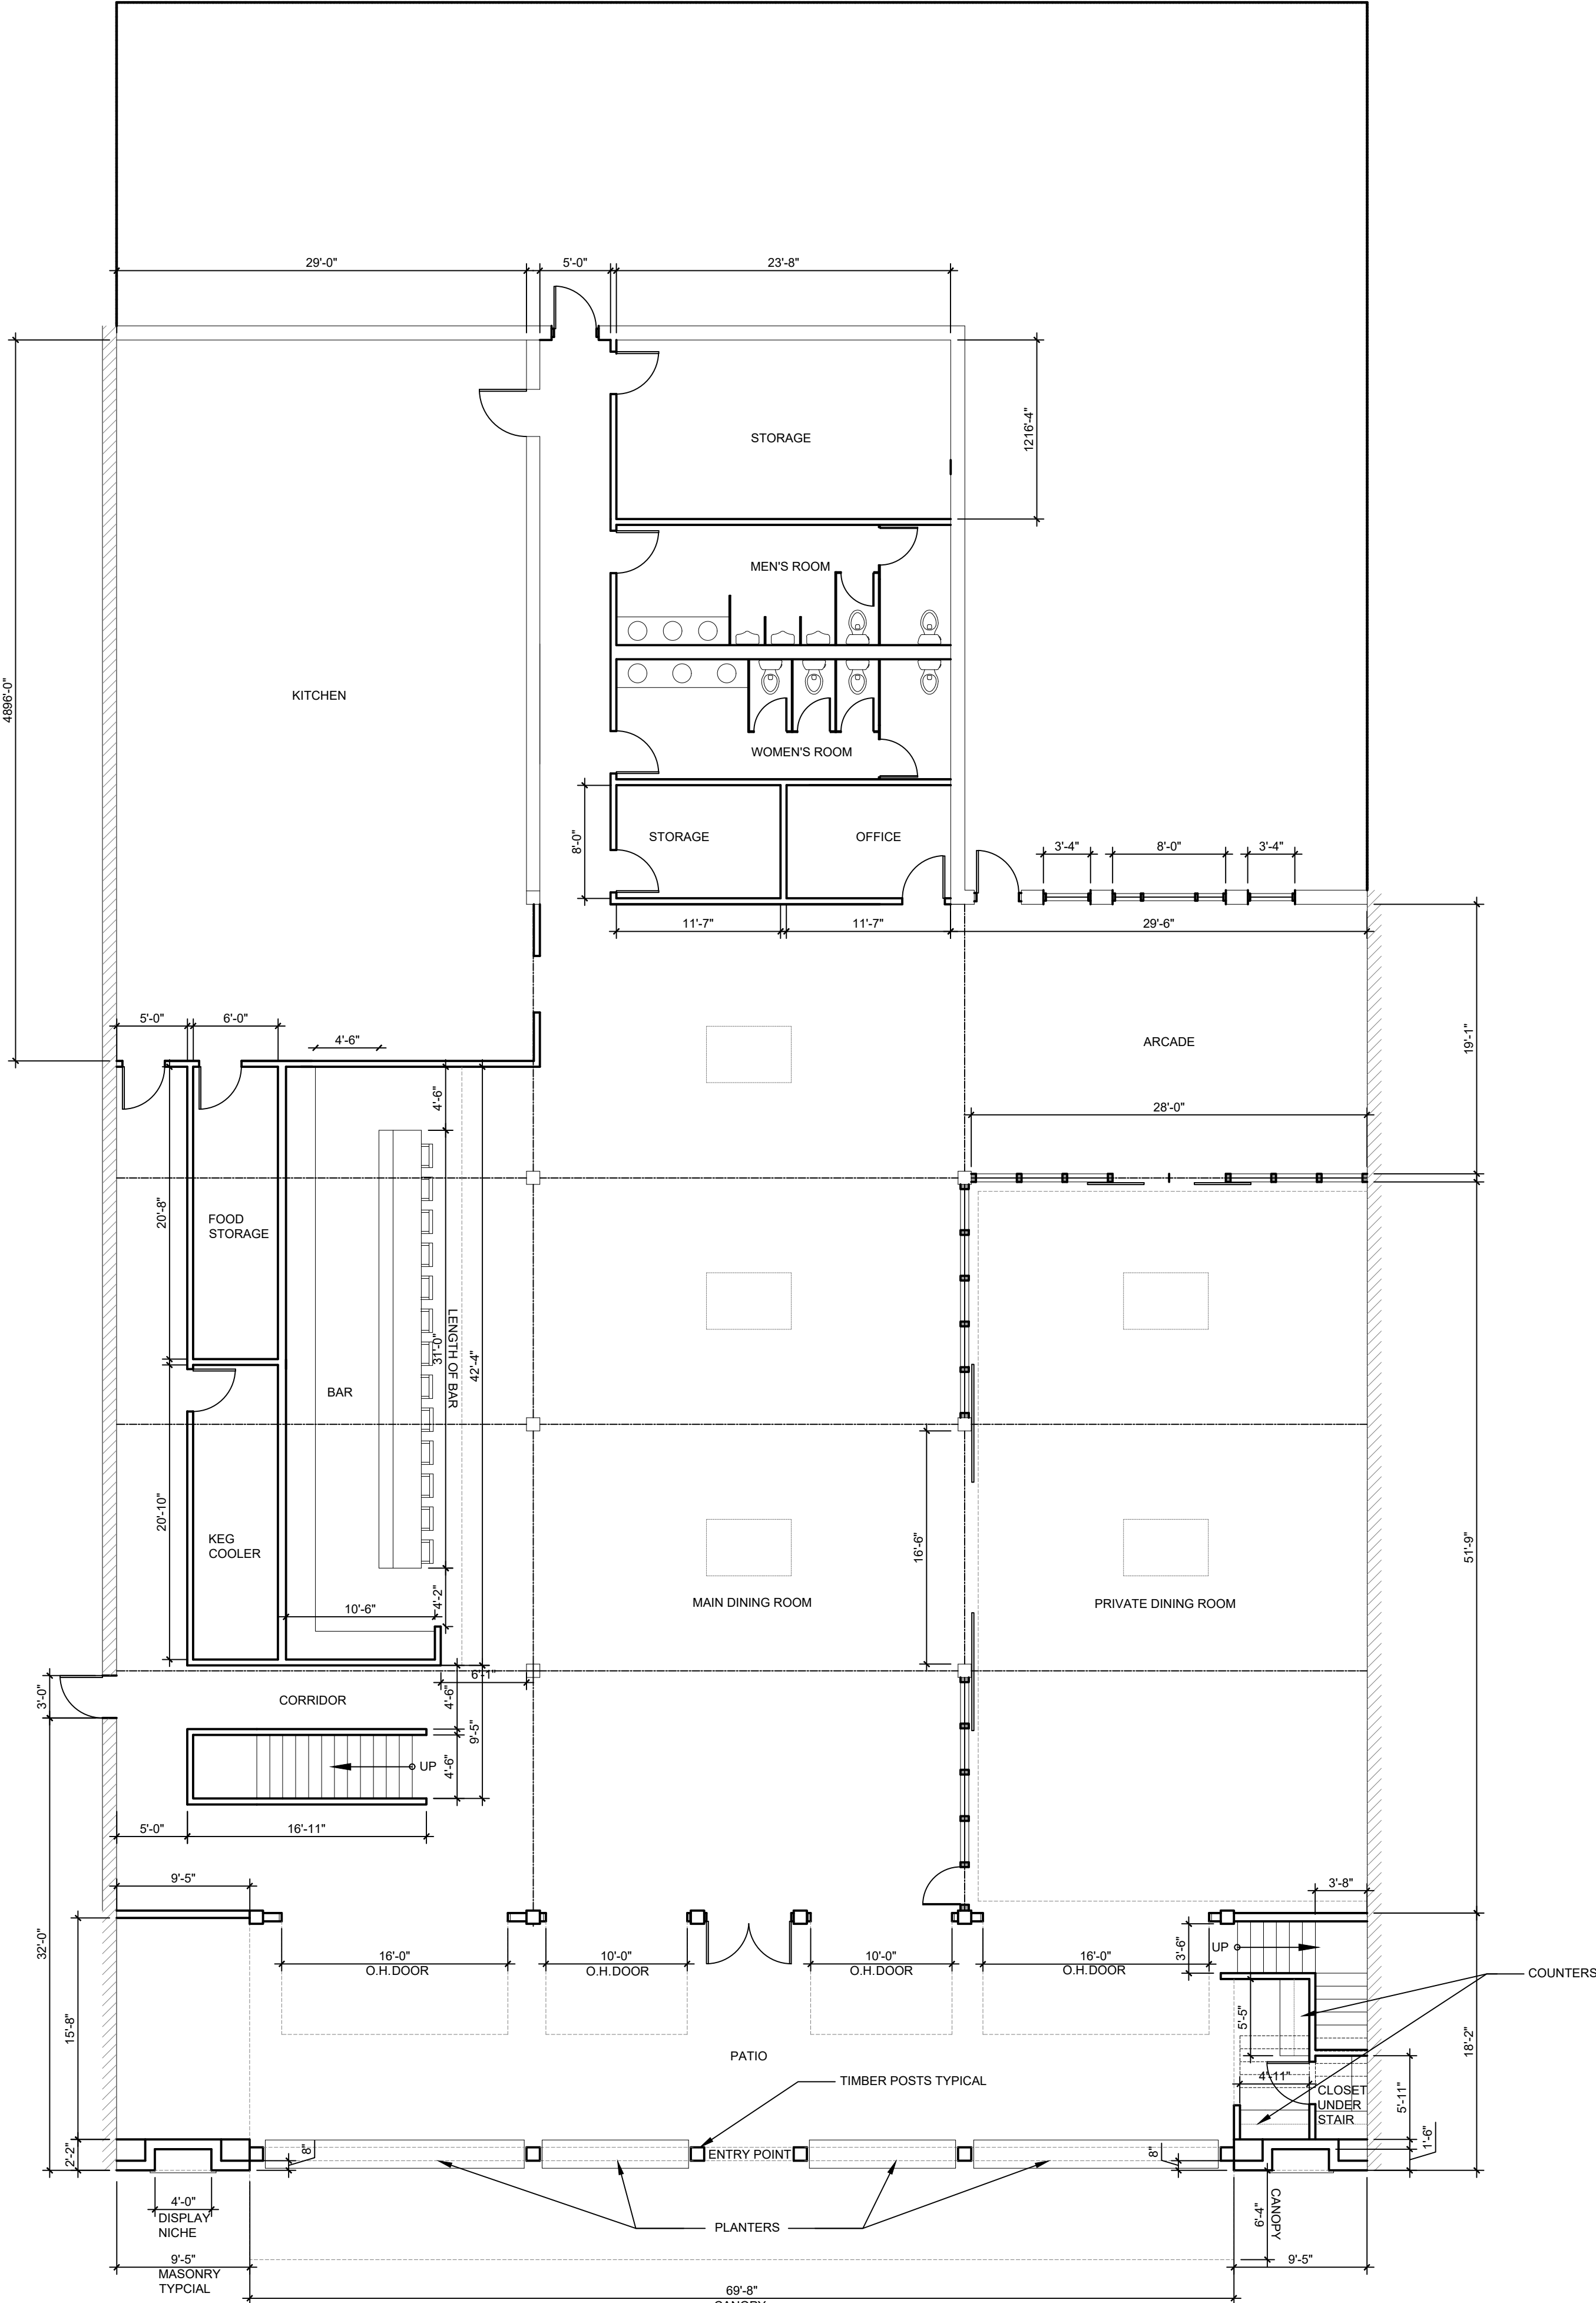 29'-0"
5'-0"
23'-8"
STORAGE
1216'-4"
MEN'S ROOM
4896'-0"
KITCHEN
WOMEN'S ROOM
8'-0"
STORAGE
OFFICE
3'-4"
8'-0"
3'-4"
11'-7"
11'-7"
29'-6"
5'-0"
6'-0"
4'-6"
ARCADE
19'-1"
4'-6"
28'-0"
20'-8"
FOOD
STORAGE
LENGTH OF BAR
31'-0"
42'-4"
BAR
20'-10"
KEG
COOLER
16'-6"
51'-9"
4'-2"
10'-6"
MAIN DINING ROOM
PRIVATE DINING ROOM
6'-1"
3'-0"
CORRIDOR
4'-6"
9'-5"
4'-6"
UP
5'-0"
16'-11"
9'-5"
3'-8"
32'-0"
16'-0"
O.H.DOOR
10'-0"
O.H.DOOR
10'-0"
O.H.DOOR
16'-0"
O.H.DOOR
3'-6"
UP
COUNTERS
15'-8"
5'-5"
18'-2"
PATIO
TIMBER POSTS TYPICAL
4'-11"
CLOSET
UNDER
STAIR
5'-11"
2'-2"
8"
ENTRY POINT
8"
1'-6"
4'-0"
DISPLAY
NICHE
PLANTERS
6'-4"
CANOPY
9'-5"
MASONRY
TYPCIAL
9'-5"
69'-8"